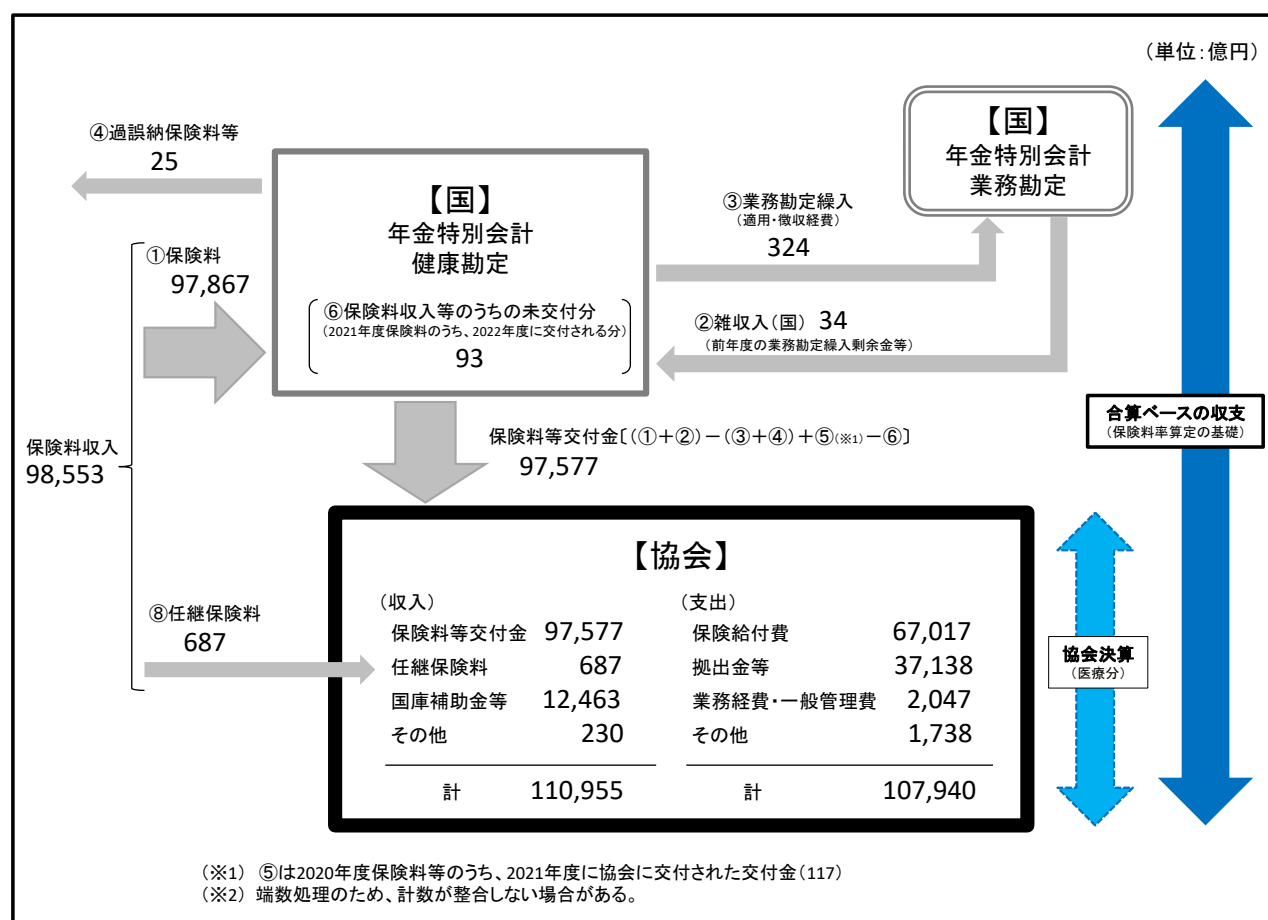 （単位：億円）
【国】
年金特別会計
業務勘定
④過誤納保険料等
25
【国】
年金特別会計
健康勘定
⑥保険料収入等のうちの未交付分
（2021年度保険料のうち、2022年度に交付される分）
93
③業務勘定繰入
（適用・徴収経費）
324
①保険料
97,867
②雑収入（国） 34
（前年度の業務勘定繰入剰余金等）
合算ベースの収支
（保険料率算定の基礎）
保険料収入
98,553
保険料等交付金〔（①＋②）－（③＋④）＋⑤（※1）－⑥〕
97,577
【協会】
（収入） （支出）
保険料等交付金 97,577 保険給付費 67,017
任継保険料 687 拠出金等 37,138
国庫補助金等 12,463 業務経費・一般管理費 2,047
その他 230 その他 1,738
計 110,955 計 107,940
⑧任継保険料
687
協会決算
（医療分）
（※1） ⑤は2020年度保険料等のうち、2021年度に協会に交付された交付金（117）
（※2） 端数処理のため、計数が整合しない場合がある。